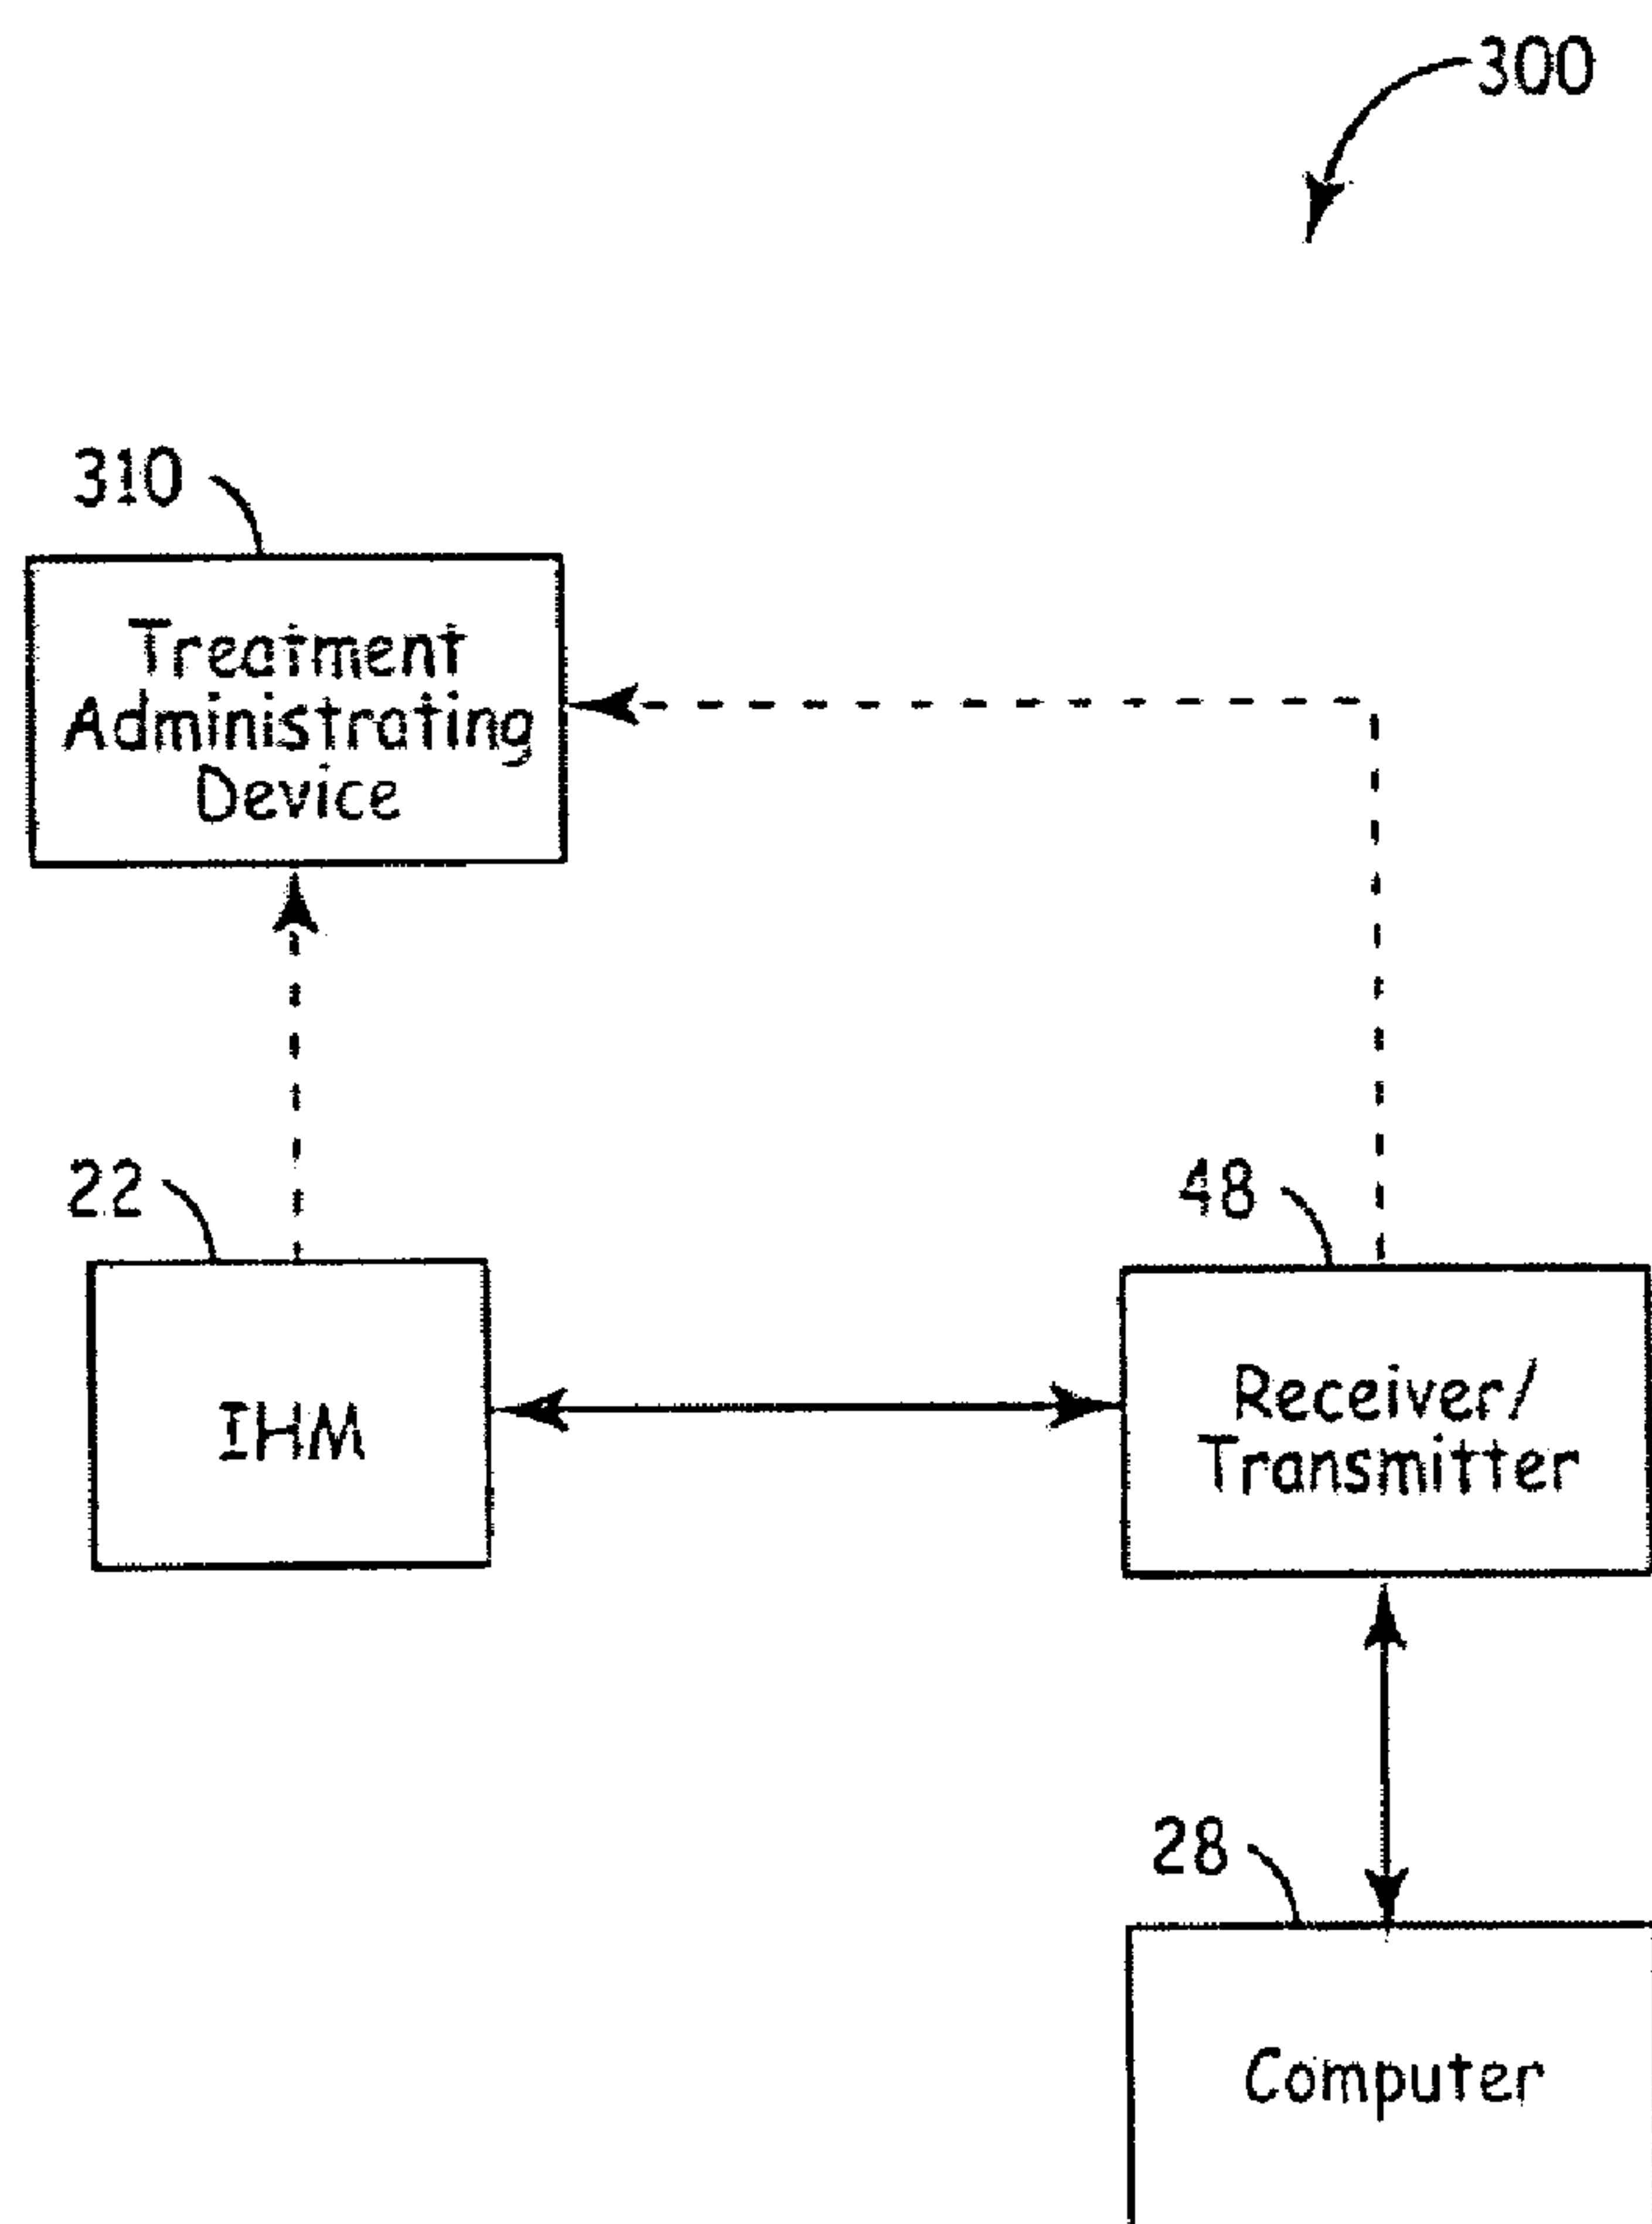 300
310
Treatment
Administrating
Device
22
48
IHM
Receiver/
Transmitter
28
Computer